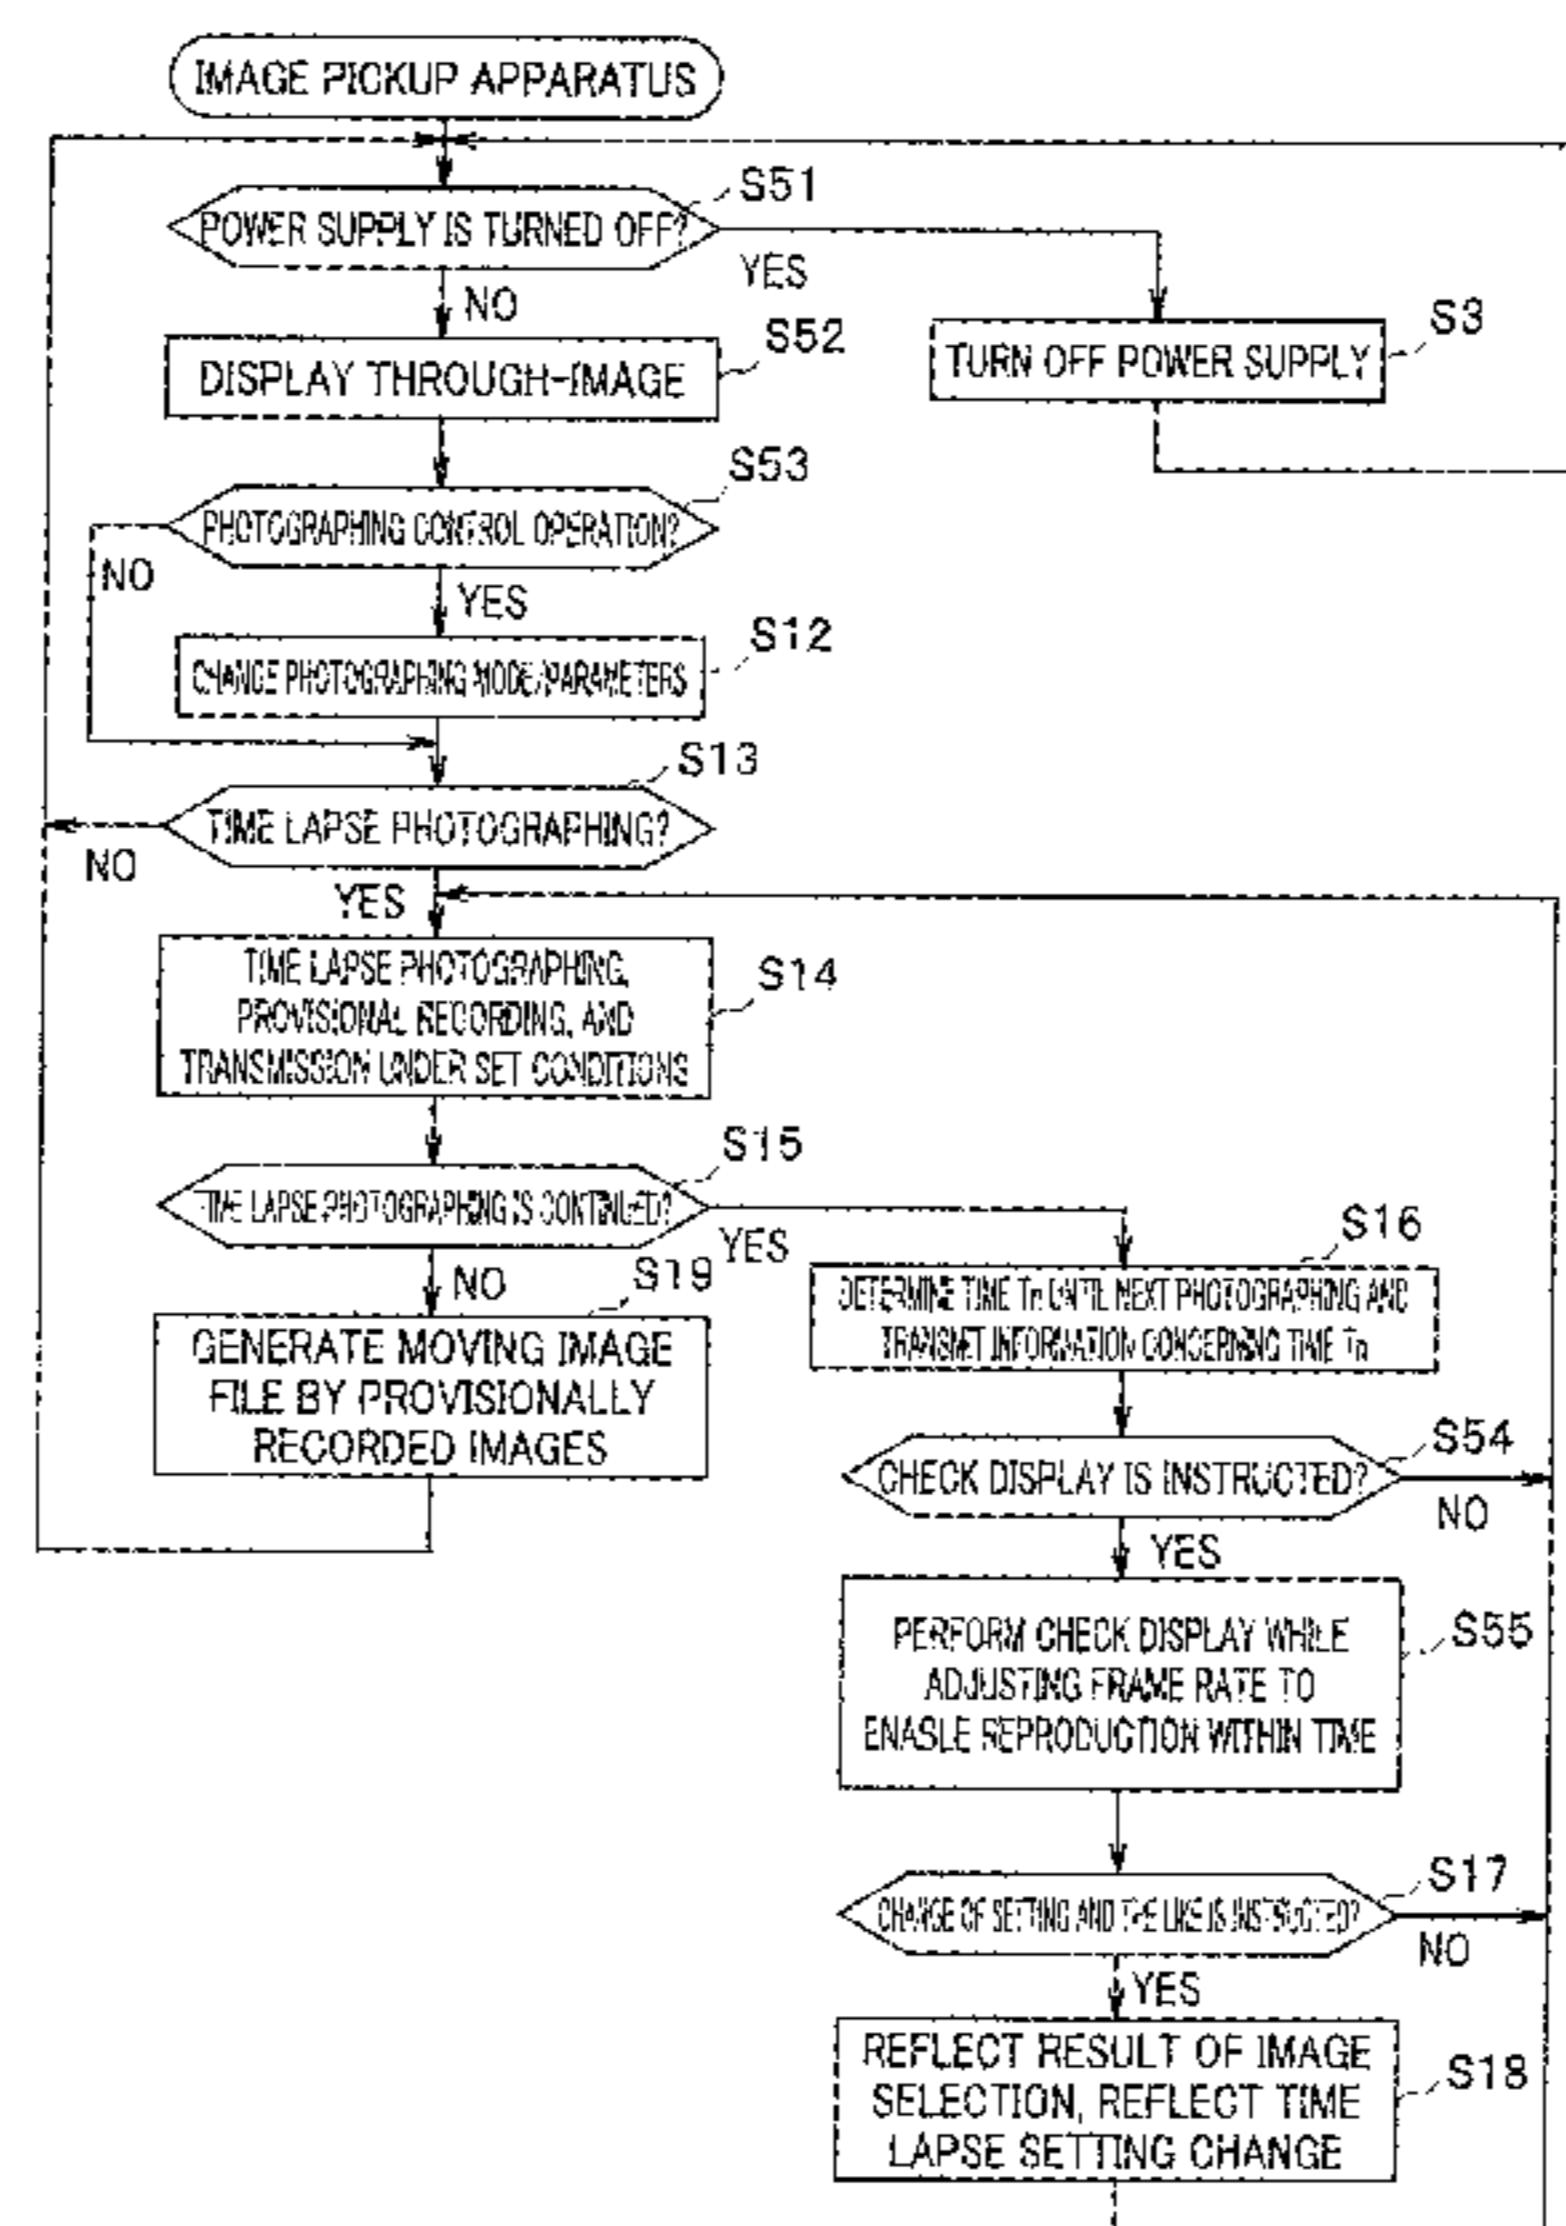 IMAGE PICKUP APPARATUS
S51
POWER SUPPLY IS TURNED OFF?
YES
NO
S52
DISPLAY THROUGH-IMAGE
S3
TURN OFF POWER SUPPLY
S53
PHOTOGRAPHING CONTROL OPERATION?
NO
YES
S12
CHANGE PHOTOGRAPHING MODE/PARAMETERS
S13
TIME LAPSE PHOTOGRAPHING?
NO
YES
S14
TIME LAPSE PHOTOGRAPHING,
PROVISIONAL RECORDING, AND
TRANSMISSION UNDER SET CONDITIONS
S15
TIME LAPSE PHOTOGRAPHING IS CONTINUED?
YES
NO
S19
GENERATE MOVING IMAGE
FILE BY PROVISIONALLY
RECORDED IMAGES
S16
DETERMINE TIME Tn UNTIL NEXT PHOTOGRAPHING AND
TRANSMIT INFORMATION CONCERNING TIME Tn
S54
CHECK DISPLAY IS INSTRUCTED?
NO
YES
S55
PERFORM CHECK DISPLAY WHILE
ADJUSTING FRAME RATE TO
ENABLE REPRODUCTION WITHIN TIME
S17
CHANGE OF SETTING AND THE LIKE IS INSTRUCTED?
NO
YES
S18
REFLECT RESULT OF IMAGE
SELECTION, REFLECT TIME
LAPSE SETTING CHANGE